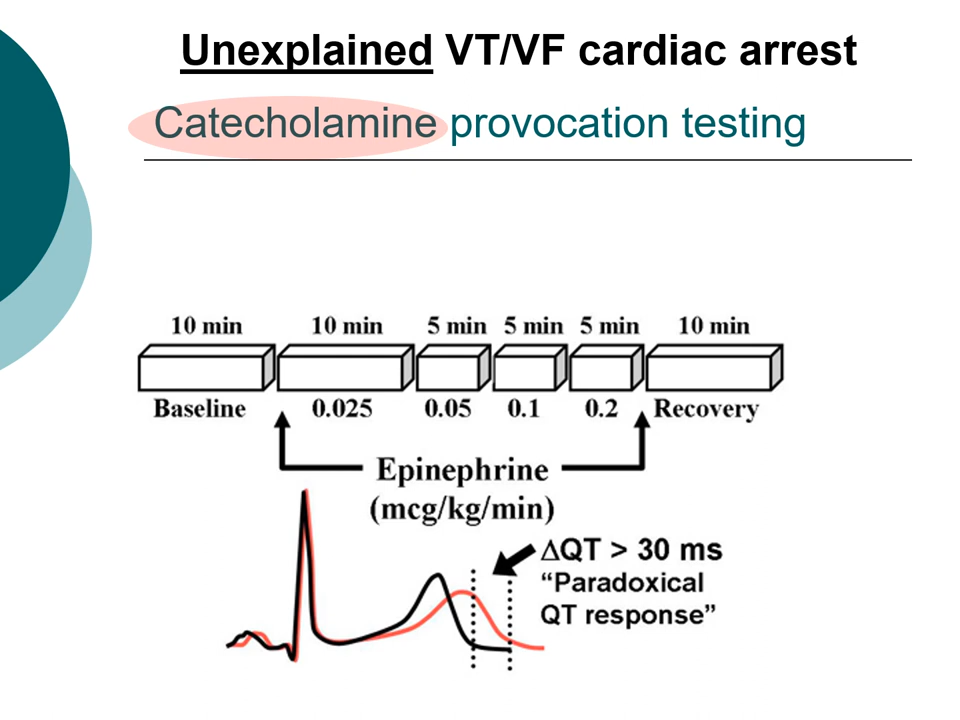 Unexplained VT/VF cardiac arrest
Catecholamine provocation testing
10 min 10 min 5 min 5 min 5 min 10 min
Baseline 0.025 0.05 0.1 0.2 Recovery
Epinephrine
(mcg/kg/min)
ΔQT > 30 ms
“Paradoxical
QT response”